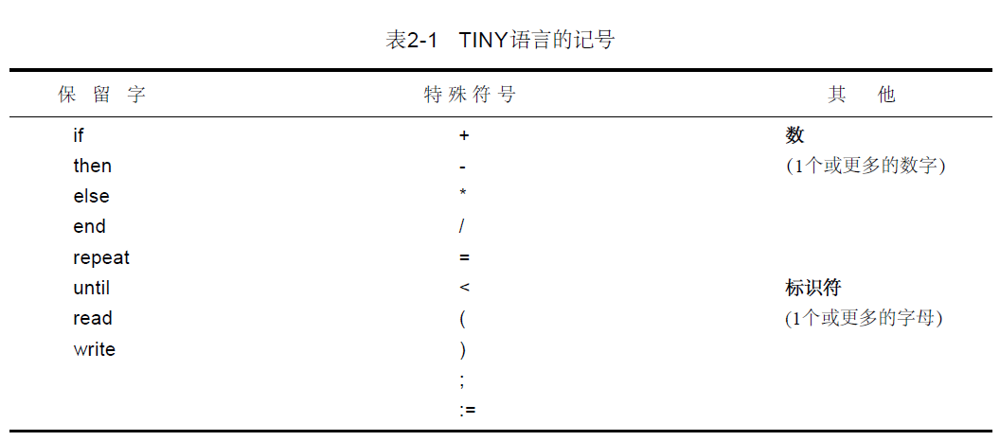 表2-1 TINY语言的记号
保 留 字 特 殊 符 号 其 他
if + 数
then - (1个或更多的数字)
else *
end /
repeat =
until < 标识符
read ( (1个或更多的字母)
write )
;
:=